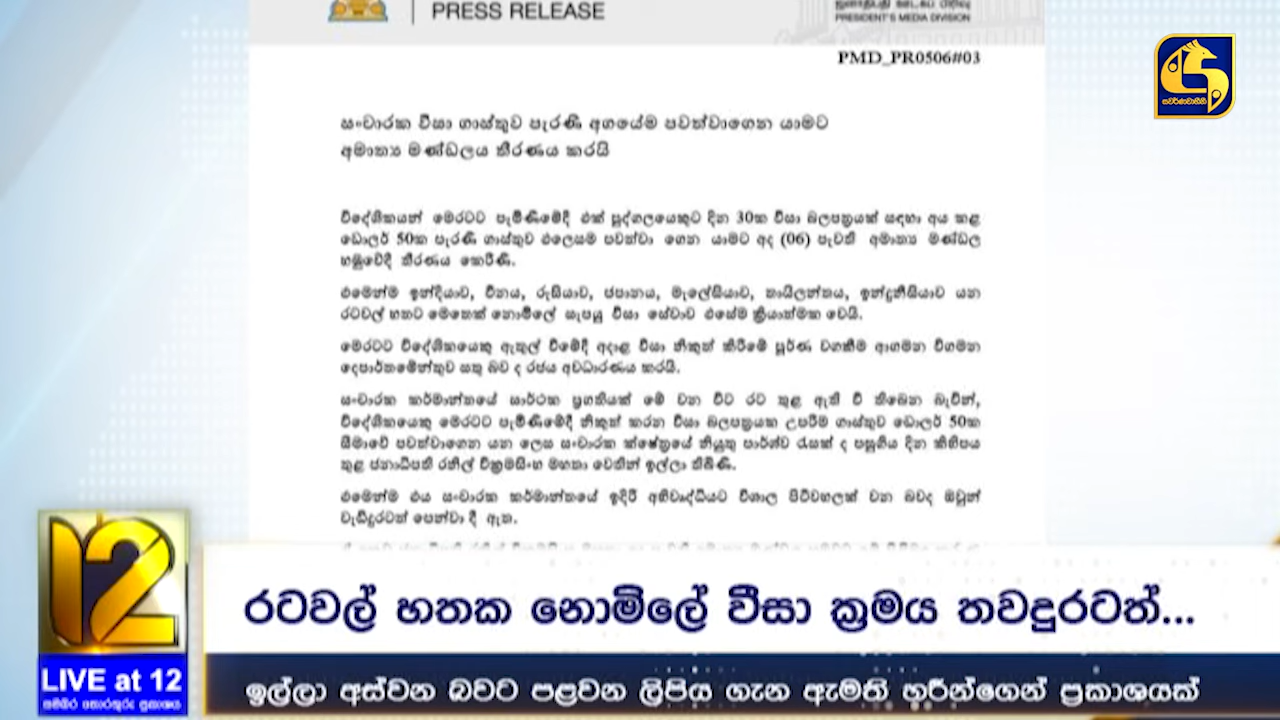 PRESS RELEASE
PRESIDENT'S MEDIA DIVISION
PMD_PR0506#03
ස්වර්ණවාහිනී
සංචාරක වීසා ගාස්තුව පැරණි අගයේම පවත්වාගෙන යාමට
අමාත්‍ය මණ්ඩලය තීරණය කරයි
විදේශිකයන් මෙරටට පැමිණීමේදී එක් පුද්ගලයෙකුට දින 30ක වීසා බලපත්‍රයක් සඳහා අය කළ
ඩොලර් 50ක පැරණි ගාස්තුව එලෙසම පවත්වා ගෙන යාමට අද (06) පැවති අමාත්‍ය මණ්ඩල
හමුවේදී තීරණය කෙරිණි.
එමෙන්ම ඉන්දියාව, චීනය, රුසියාව, ජපානය, මැලේසියාව, තායිලන්තය, ඉන්දුනීසියාව යන
රටවල් හතට මෙතෙක් නොමිලේ සැපයූ වීසා සේවාව එසේම ක්‍රියාත්මක වෙයි.
මෙරටට විදේශිකයෙකු ඇතුල් වීමේදී අදාළ වීසා නිකුත් කිරීමේ පූර්ණ වගකීම ආගමන විගමන
දෙපාර්තමේන්තුව සතු බව ද රජය අවධාරණය කරයි.
සංචාරක කර්මාන්තයේ සාර්ථක ප්‍රගතියක් මේ වන විට රට තුළ ඇති වී තිබෙන බැවින්,
විදේශිකයෙකු මෙරටට පැමිණීමේදී නිකුත් කරන වීසා බලපත්‍රයක උපරිම ගාස්තුව ඩොලර් 50ක
සීමාවේ පවත්වාගෙන යන ලෙස සංචාරක ක්ෂේත්‍රයේ නියුතු පාර්ශව රැසක් ද පසුගිය දින කිහිපය
තුළ ජනාධිපති රනිල් වික්‍රමසිංහ මහතා වෙතින් ඉල්ලා තිබිණි.
එමෙන්ම එය සංචාරක කර්මාන්තයේ ඉදිරි අභිවෘද්ධියට විශාල පිටිවහලක් වන බවද ඔවුන්
වැඩිදුරටත් පෙන්වා දී ඇත.
12
රටවල් හතක නොමිලේ වීසා ක්‍රමය තවදුරටත්...
LIVE at 12
ඉල්ලා අස්වන බවට පළවන ලිපිය ගැන ඇමති හරින්ගෙන් ප්‍රකාශයක්